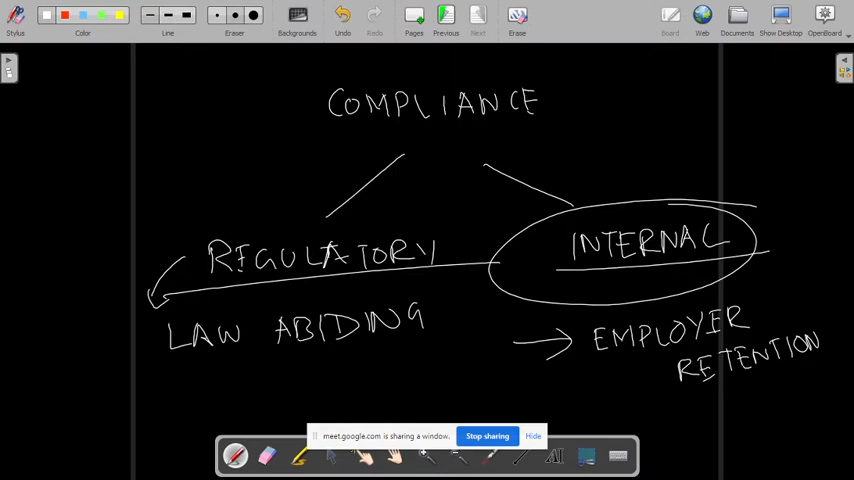 Stylus
Color
Line
Eraser
Backgrounds
Undo
Redo
Pages
Previous
Next
Erase
Board
Web
Documents
Show Desktop
OpenBoard
COMPLIANCE
REGULATORY
INTERNAL
LAW ABIDING
EMPLOYER
RETENTION
meet.google.com is sharing a window.
Stop sharing
Hide
AI